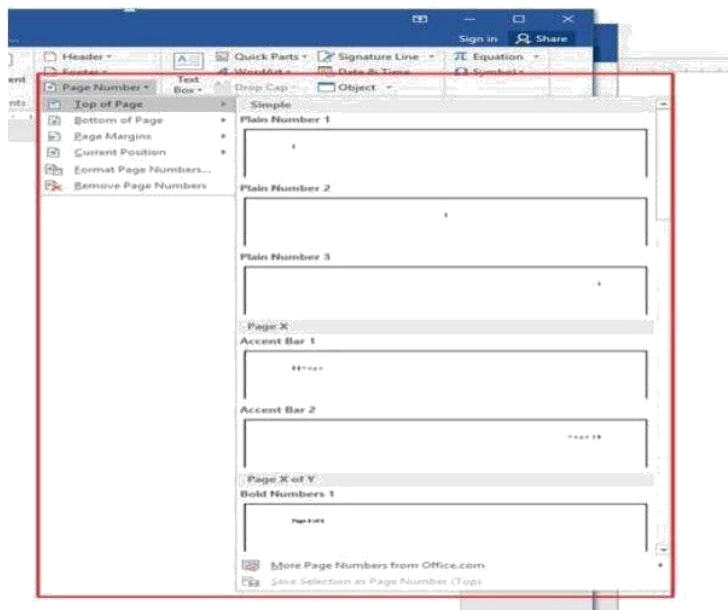 Sign in Share
Header Quick Parts Signature Line Equation
Footer WordArt Date & Time Symbol
Page Number Text Box Drop Cap Object
Top of Page
Bottom of Page
Page Margins
Current Position
Format Page Numbers...
Remove Page Numbers
Simple
Plain Number 1
Plain Number 2
Plain Number 3
Page X
Accent Bar 1
Accent Bar 2
Page X of Y
Bold Numbers 1
More Page Numbers from Office.com
Save Selection as Page Number (Top)